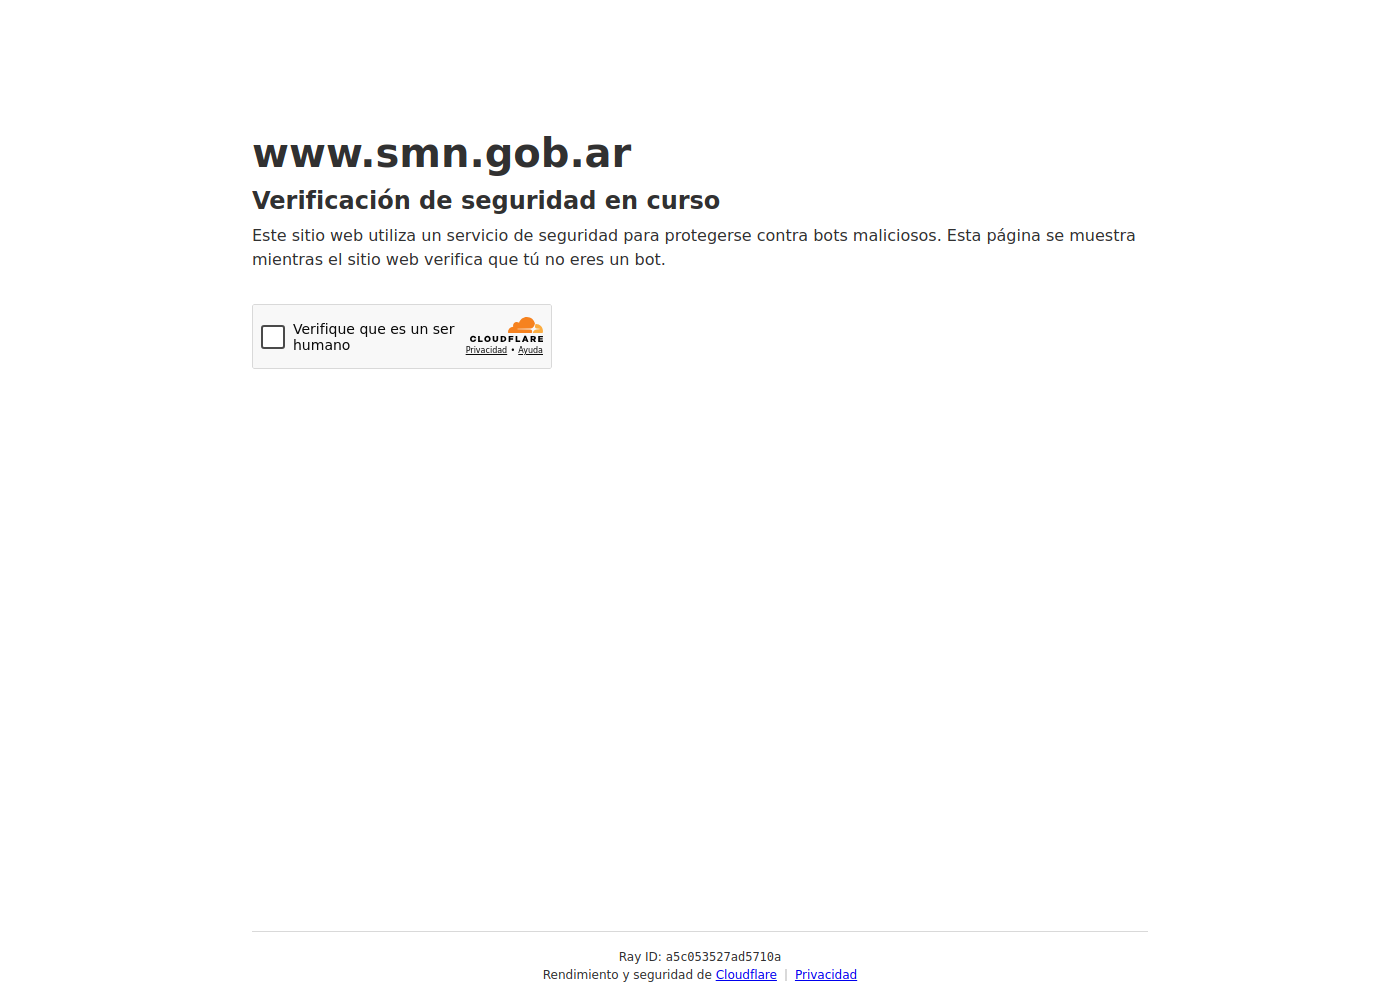 www.smn.gob.ar
Verificación de seguridad en curso
Este sitio web utiliza un servicio de seguridad para protegerse contra bots maliciosos. Esta página se muestra
mientras el sitio web verifica que tú no eres un bot.
Verifique que es un ser
humano
CLOUDFLARE
Privacidad • Ayuda
Ray ID: a5c053527ad5710a
Rendimiento y seguridad de Cloudflare | Privacidad